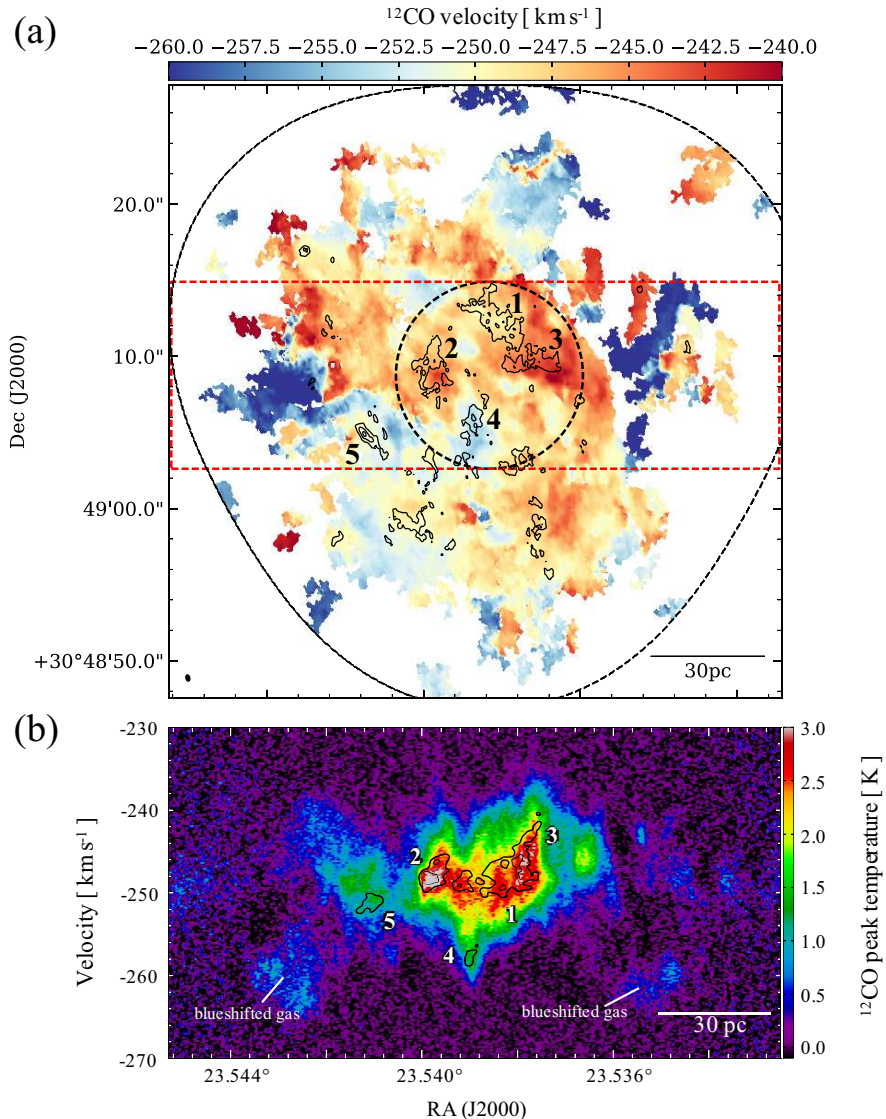 (a)
¹²CO velocity [ km s⁻¹ ]
−260.0 −257.5 −255.0 −252.5 −250.0 −247.5 −245.0 −242.5 −240.0
20.0"
1
10.0"
2 3
4
Dec (J2000)
5
49'00.0"
+30°48'50.0"
30pc
(b)
-230 3.0
-240 2.5
3
2 2.0
-250
1 1.5
5
4 1.0
-260
blueshifted gas blueshifted gas 30 pc 0.5
-270 0.0
Velocity [ km s⁻¹ ]
¹²CO peak temperature [ K ]
23.544° 23.540° 23.536°
RA (J2000)